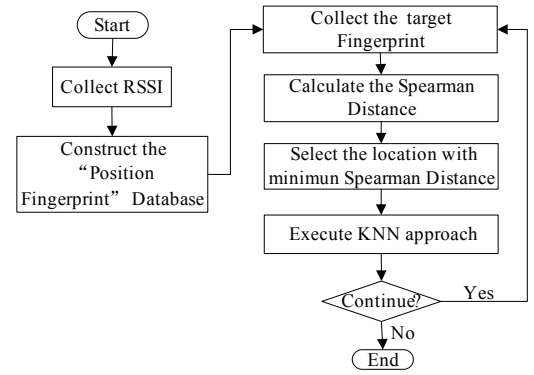 Start
Collect RSSI
Construct the
“Position
Fingerprint” Database
Collect the target
Fingerprint
Calculate the Spearman
Distance
Select the location with
minimun Spearman Distance
Execute KNN approach
Continue?
Yes
No
End